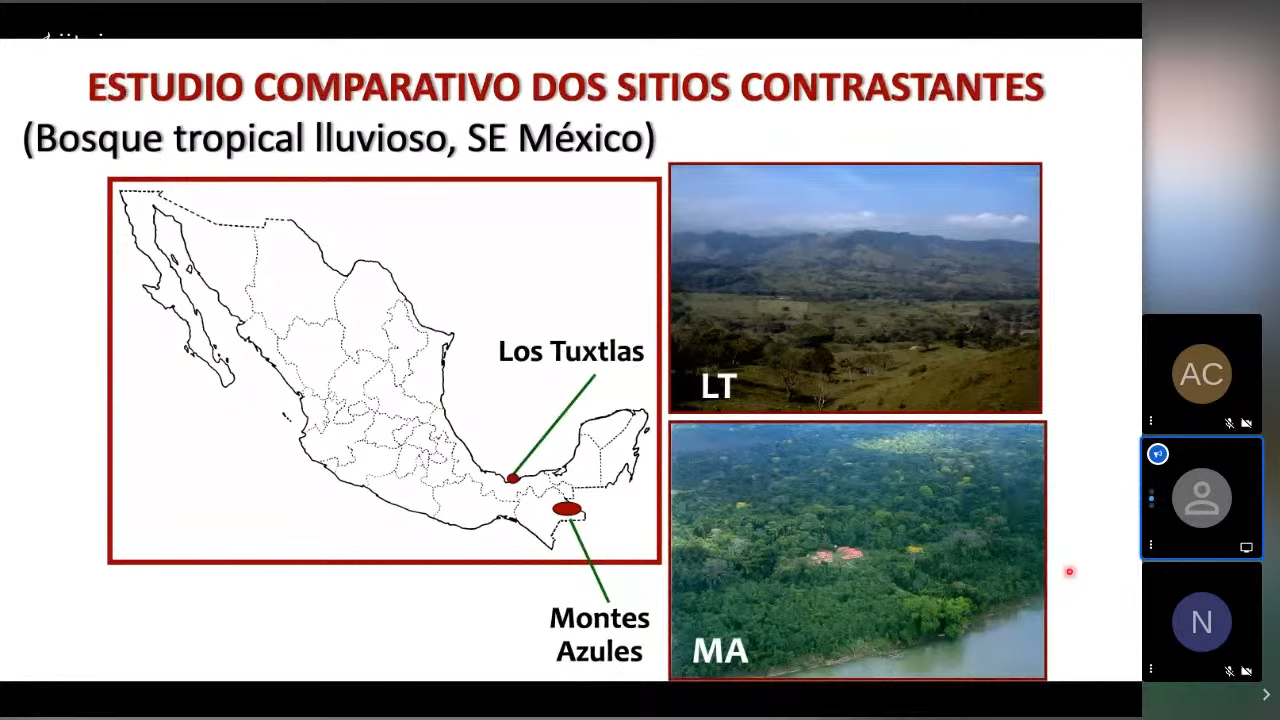 ESTUDIO COMPARATIVO DOS SITIOS CONTRASTANTES
(Bosque tropical lluvioso, SE México)
Los Tuxtlas
Montes
Azules
LT
MA
AC
N